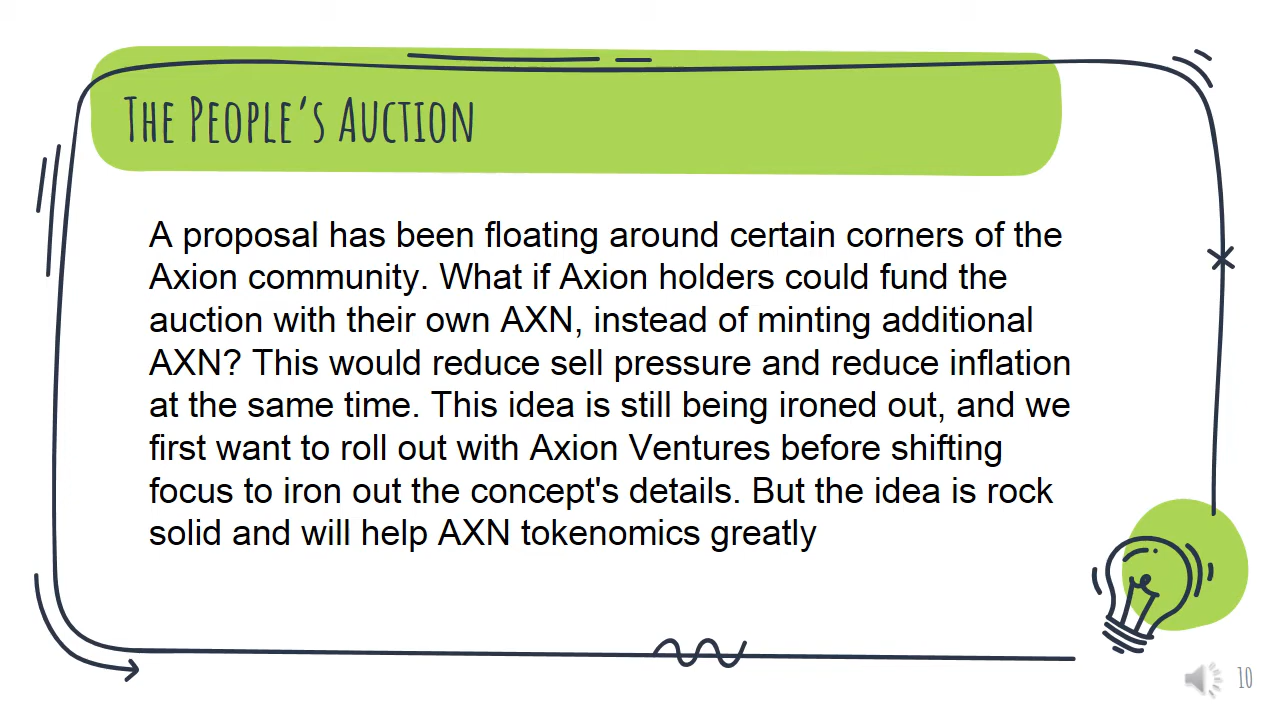 The People's Auction
A proposal has been floating around certain corners of the
Axion community. What if Axion holders could fund the
auction with their own AXN, instead of minting additional
AXN? This would reduce sell pressure and reduce inflation
at the same time. This idea is still being ironed out, and we
first want to roll out with Axion Ventures before shifting
focus to iron out the concept's details. But the idea is rock
solid and will help AXN tokenomics greatly
10